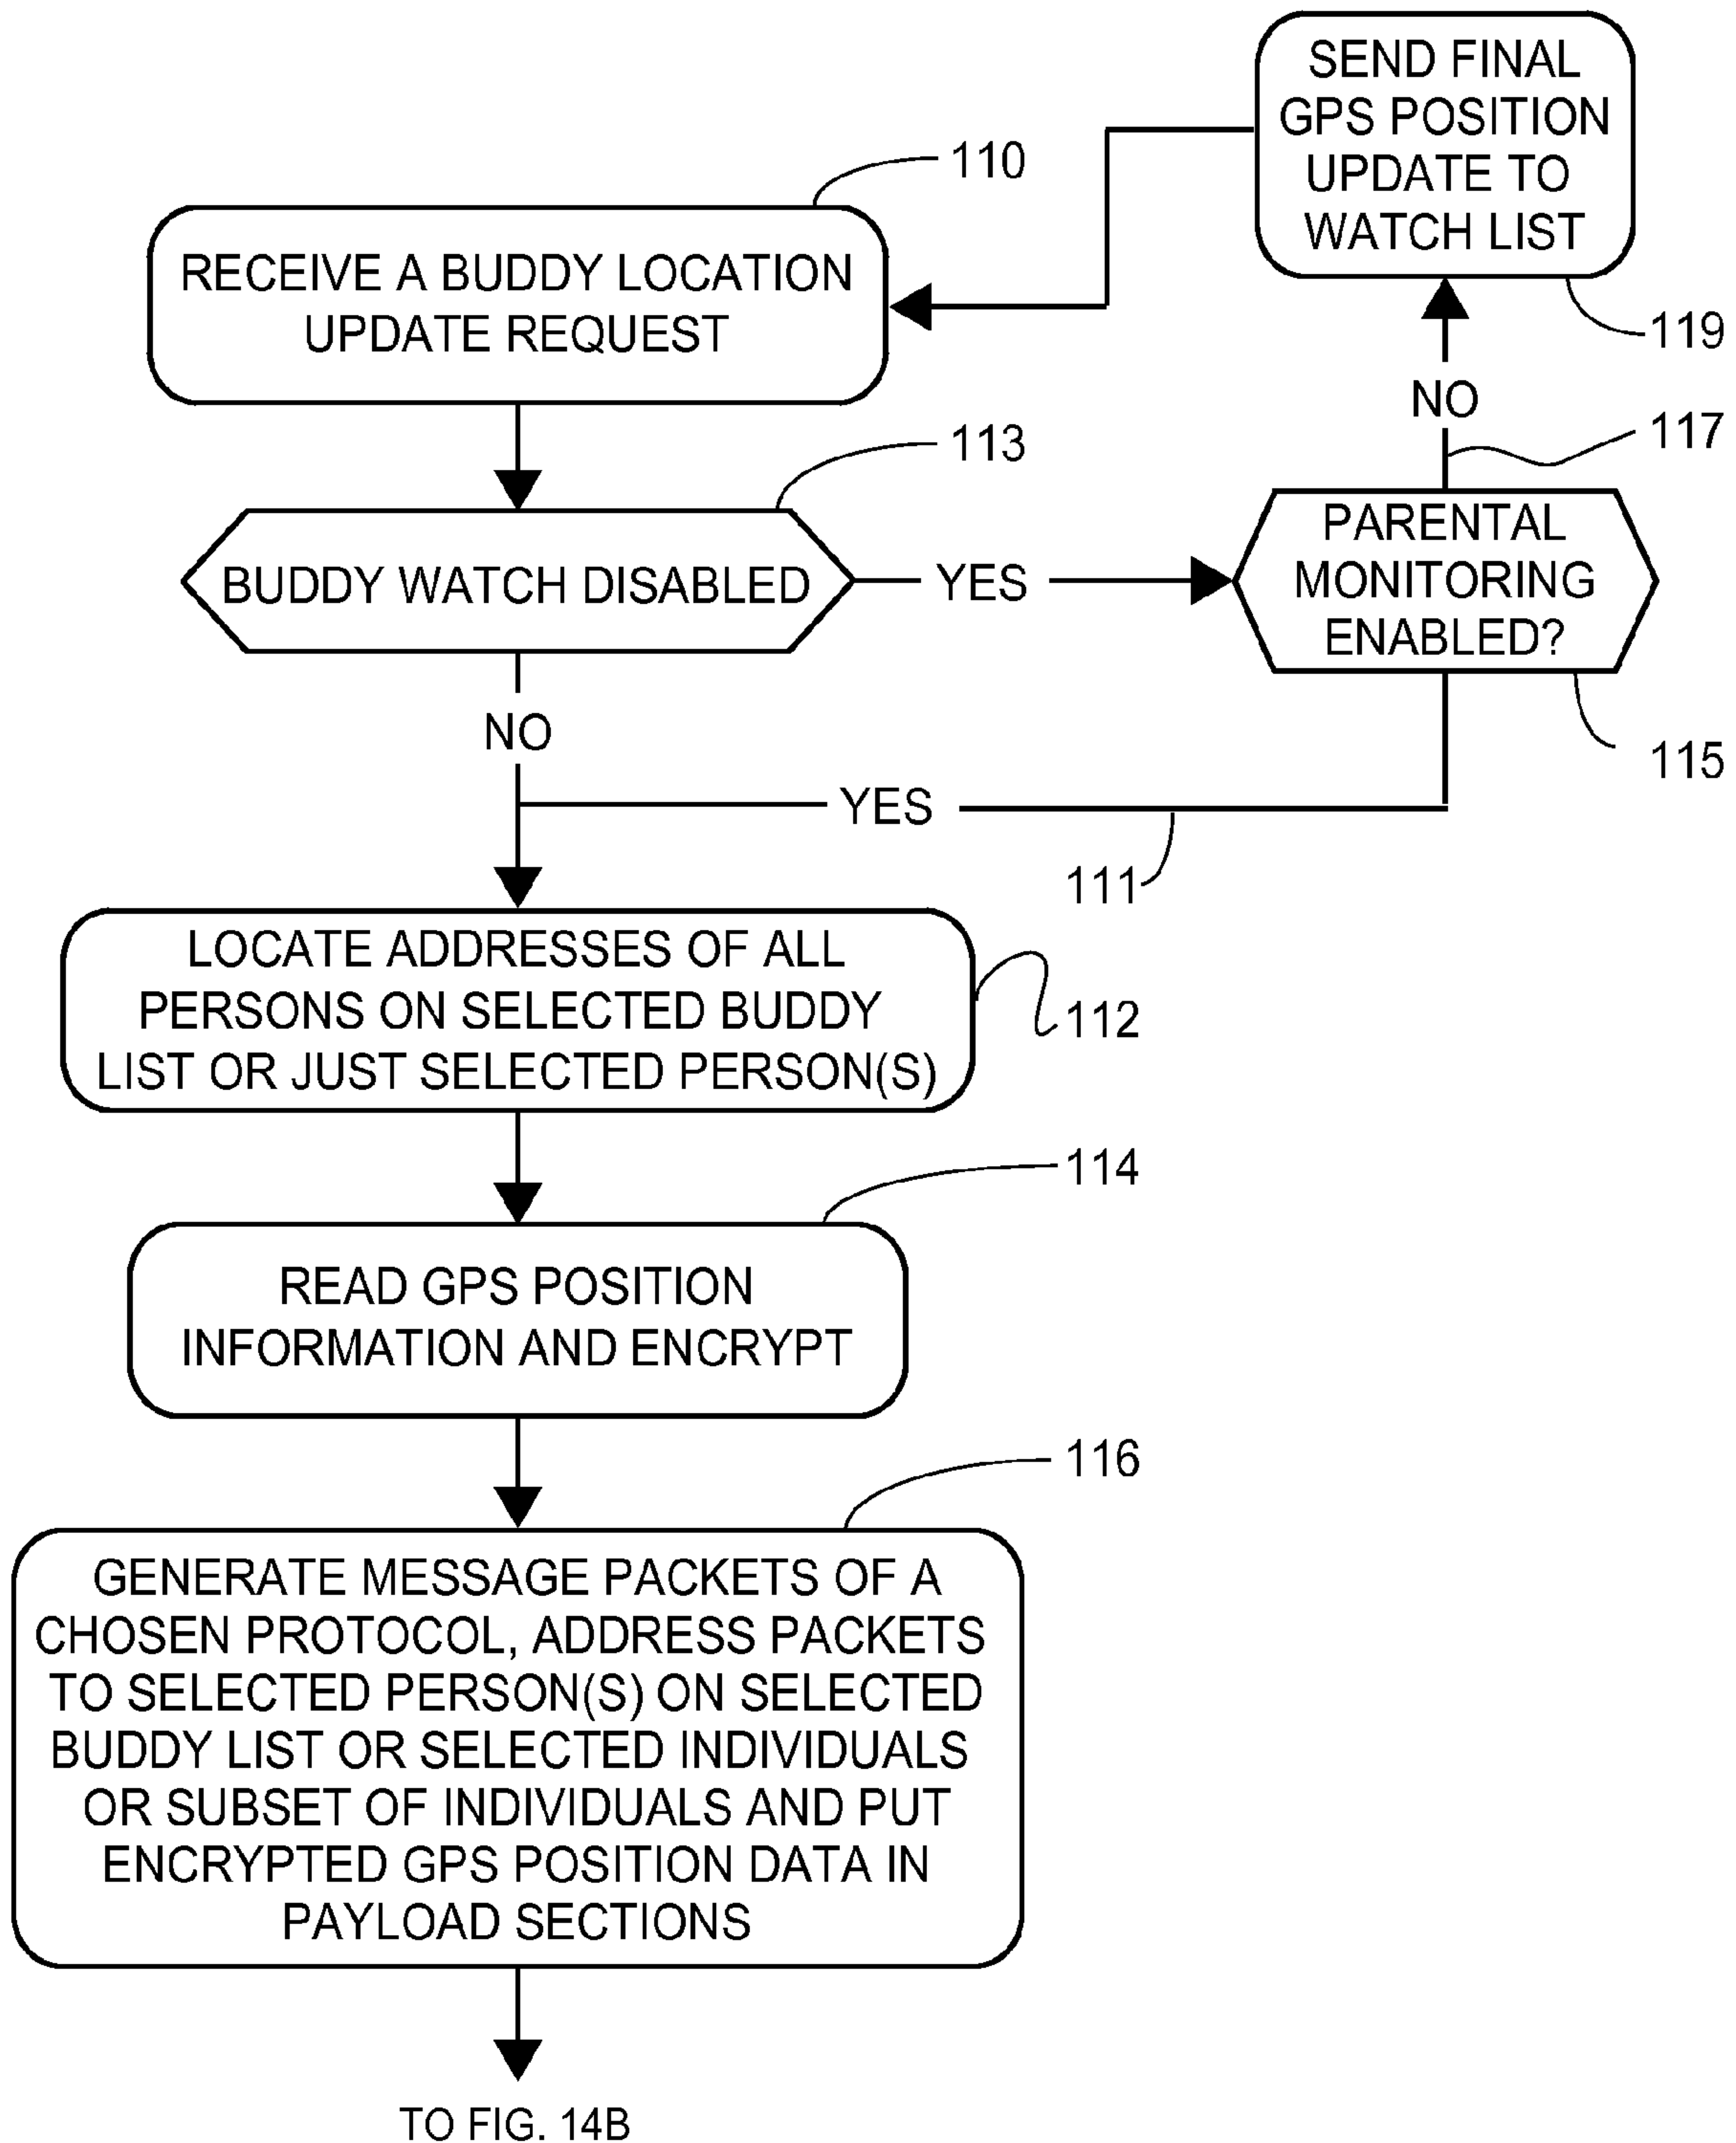 SEND FINAL
GPS POSITION
UPDATE TO
WATCH LIST
119
110
RECEIVE A BUDDY LOCATION
UPDATE REQUEST
NO
117
113
BUDDY WATCH DISABLED
YES
PARENTAL
MONITORING
ENABLED?
115
NO
YES
111
LOCATE ADDRESSES OF ALL
PERSONS ON SELECTED BUDDY
LIST OR JUST SELECTED PERSON(S)
112
114
READ GPS POSITION
INFORMATION AND ENCRYPT
116
GENERATE MESSAGE PACKETS OF A
CHOSEN PROTOCOL, ADDRESS PACKETS
TO SELECTED PERSON(S) ON SELECTED
BUDDY LIST OR SELECTED INDIVIDUALS
OR SUBSET OF INDIVIDUALS AND PUT
ENCRYPTED GPS POSITION DATA IN
PAYLOAD SECTIONS
TO FIG. 14B